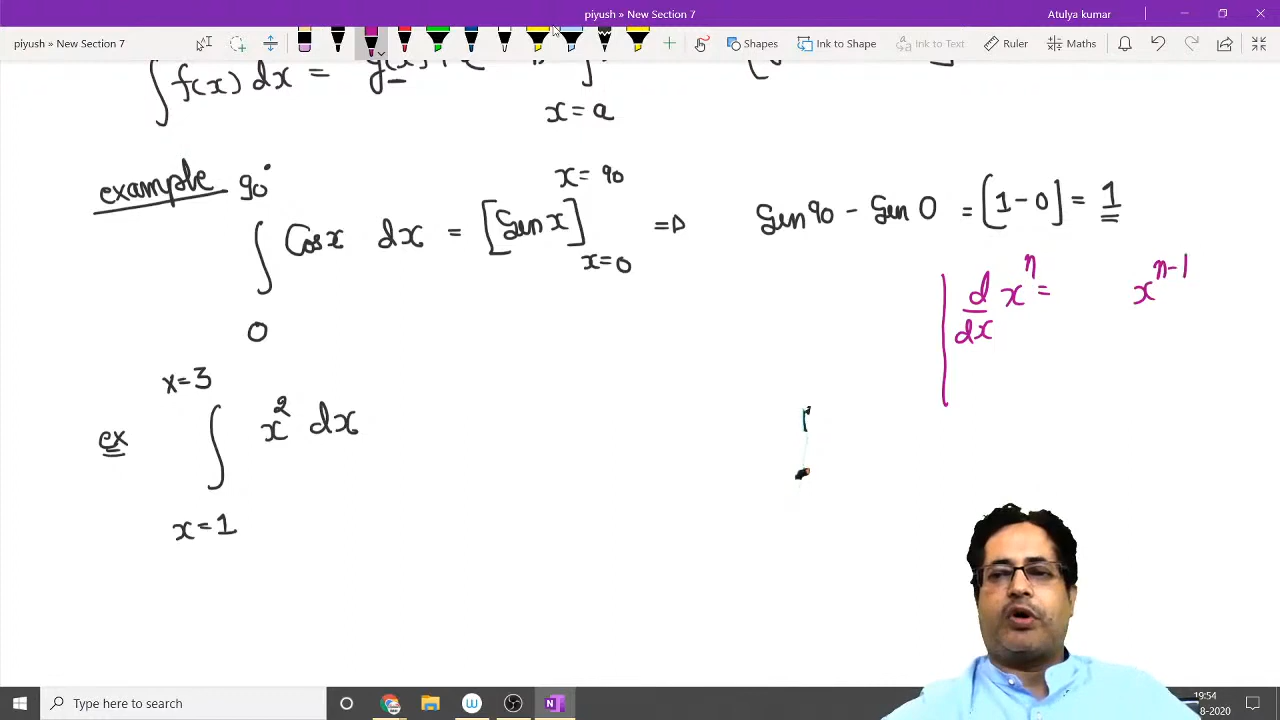 piyush » New Section 7
Atulya kumar
piyush » New Section 7
Shapes
Ink to Shape
Ink to Text
Ruler
∫ f(x) dx =
x = a
example
90°
∫ Cos x dx = [Sin x]
x = 90
x = 0
0
⇒ Sin 90 - Sin 0 = [1 - 0] = 1
d/dx x^n = x^(n-1)
ex
x = 3
∫ x² dx
x = 1
Type here to search
19:54
8-2020